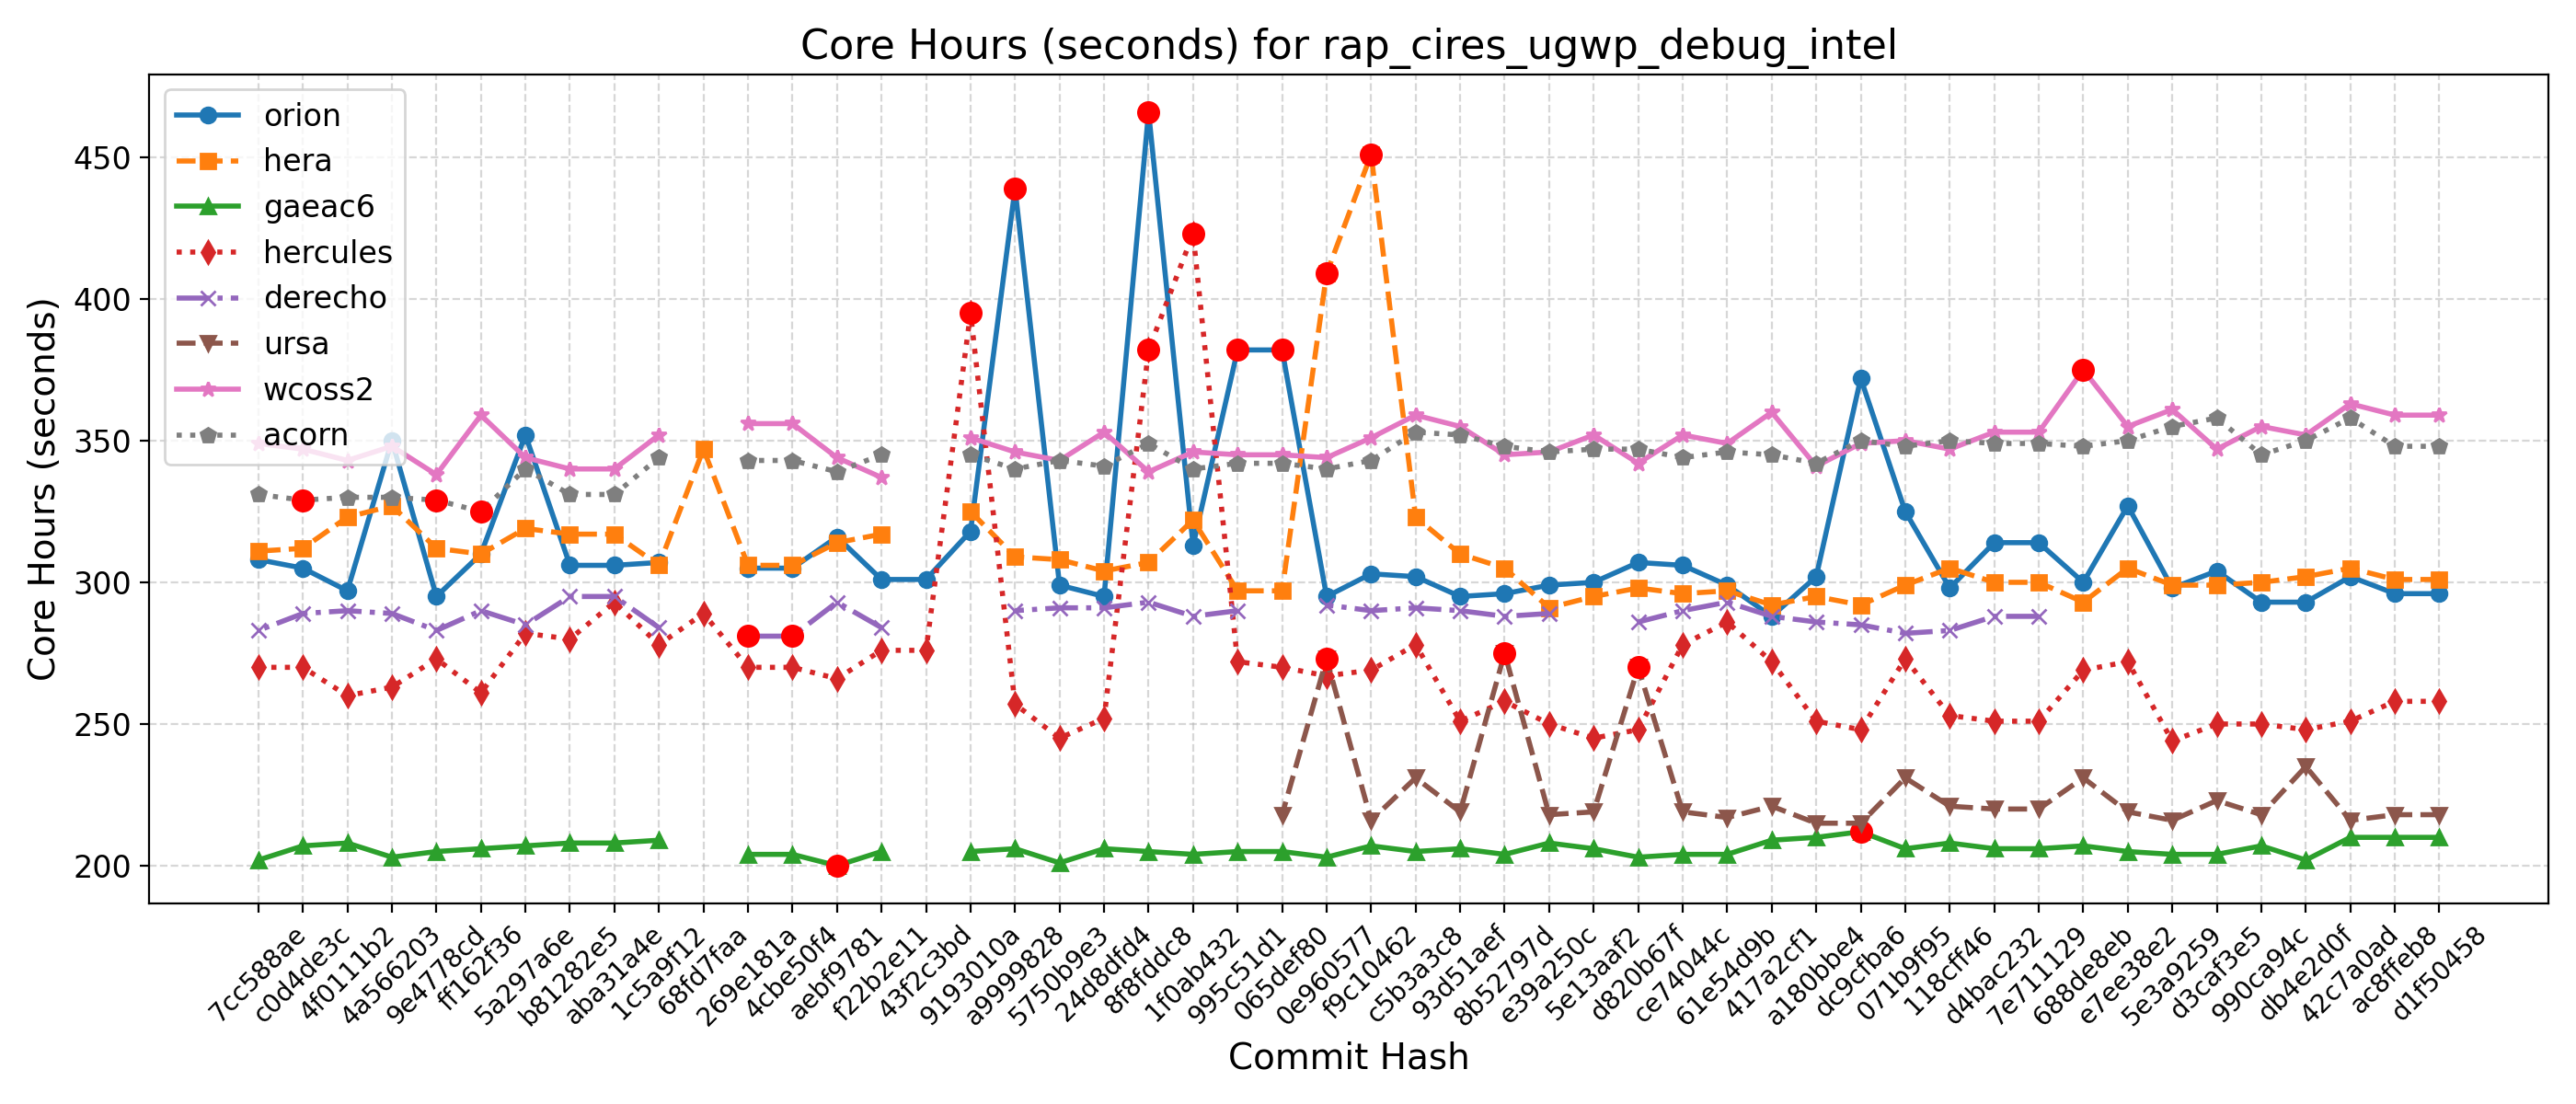 Core Hours (seconds) for rap_cires_ugwp_debug_intel
orion
hera
gaeac6
hercules
derecho
ursa
wcoss2
acorn
Core Hours (seconds)
450
400
350
300
250
200
7cc588ae
c0d4de3c
4f0111b2
4a566203
9e4778cd
ff162f36
5a297a6e
b81282e5
aba31a4e
1c5a9f12
68fd7faa
269e181a
4cbe50f4
aebf9781
f22b2e11
43f2c3bd
9193010a
a9999828
5750b9e3
24d8dfd4
8f8fddc8
1f0ab432
995c51d1
065def80
0e960577
f9c10462
c5b3a3c8
93d51aef
8b52797d
e39a250c
5e13aaf2
d820b67f
ce74044c
61e54d9b
417a2cf1
a180bbe4
dc9cfba6
071b9f95
118cff46
d4bac232
7e711129
688de8eb
e7ee38e2
5e3a9259
d3caf3e5
990ca94c
db4e2d0f
42c7a0ad
ac8ffeb8
d1f50458
Commit Hash